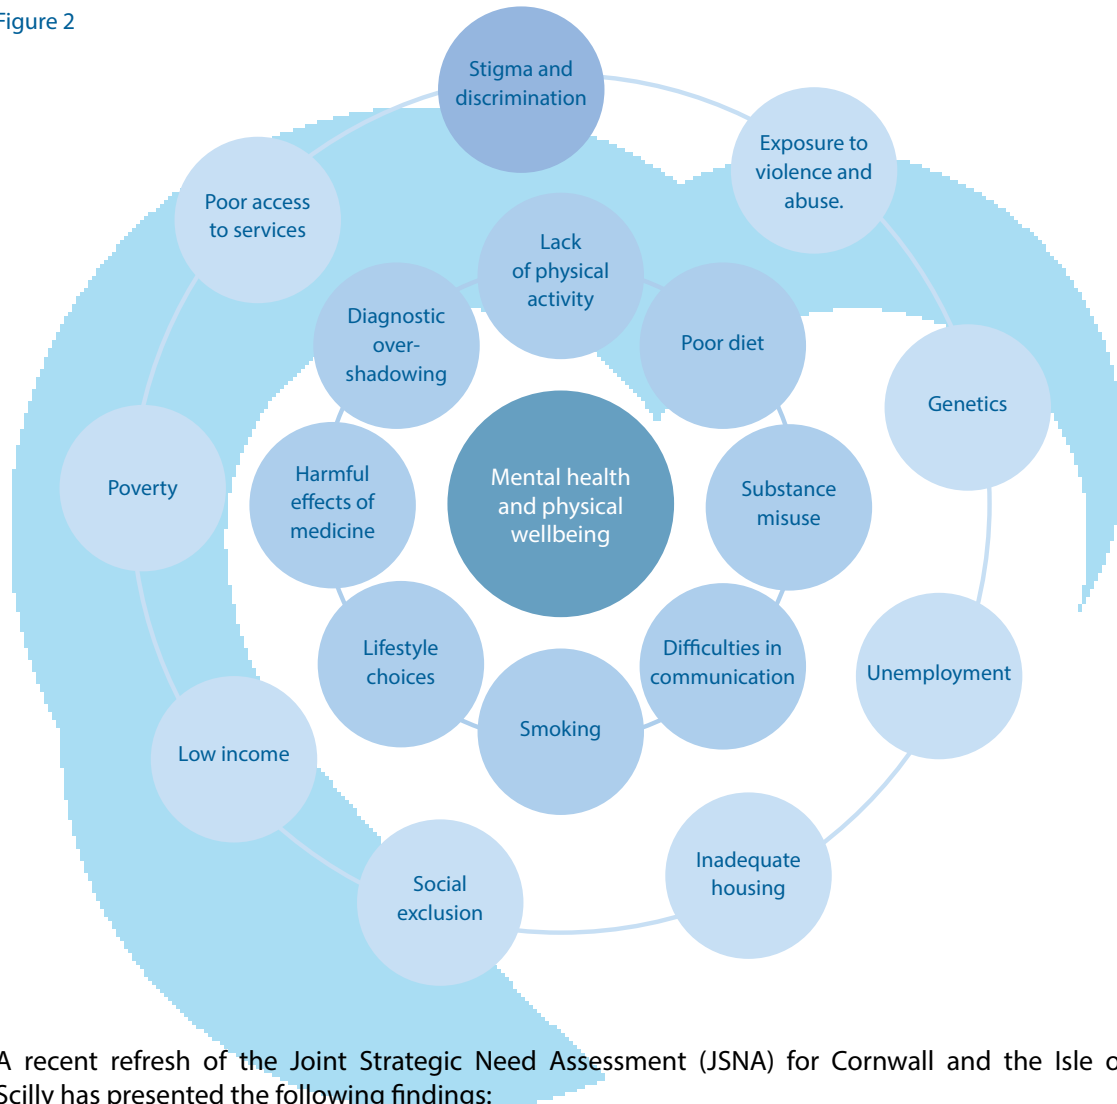 Figure 2
Stigma and
discrimination
Exposure to
violence and
abuse.
Poor access
to services
Lack
of physical
activity
Diagnostic
over-
shadowing
Poor diet
Genetics
Poverty
Harmful
effects of
medicine
Mental health
and physical
wellbeing
Substance
misuse
Lifestyle
choices
Difficulties in
communication
Unemployment
Smoking
Low income
Inadequate
housing
Social
exclusion
A recent refresh of the Joint Strategic Need Assessment (JSNA) for Cornwall and the Isle o
Scilly has presented the following findings: